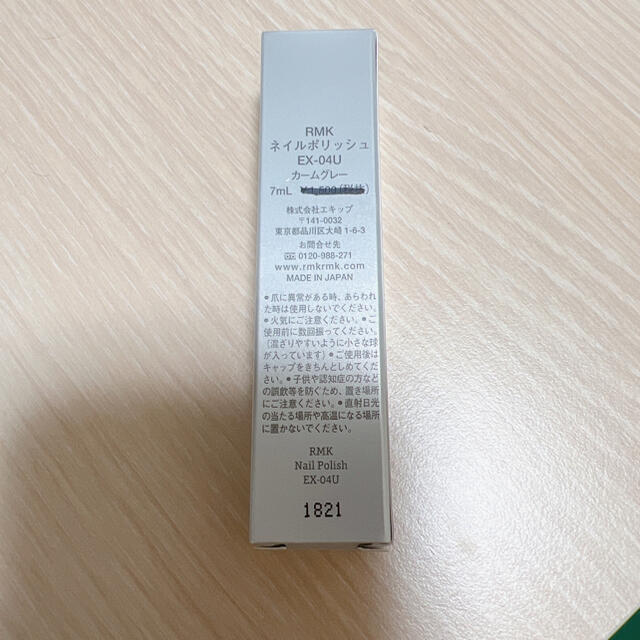 RMK
ネイルポリッシュ
EX-04U
カームグレー
7mL
株式会社エキップ
〒141-0032
東京都品川区大崎1-6-3
お問合せ先
0120-988-271
www.rmkrmk.com
MADE IN JAPAN
●爪に異常がある時、あらわれ
た時は使用しないでください。
●火気にご注意ください。●ご
使用前に数回振ってください。
(混ざりやすいように小さな球
が入っています)●ご使用後は
キャップをきちんとしめてく
ださい。●子供や認知症の方など
の誤飲等を防ぐため、置き場所
にご注意ください。●直射日光
の当たる場所や高温になる場所
に置かないでください。
RMK
Nail Polish
EX-04U
1821